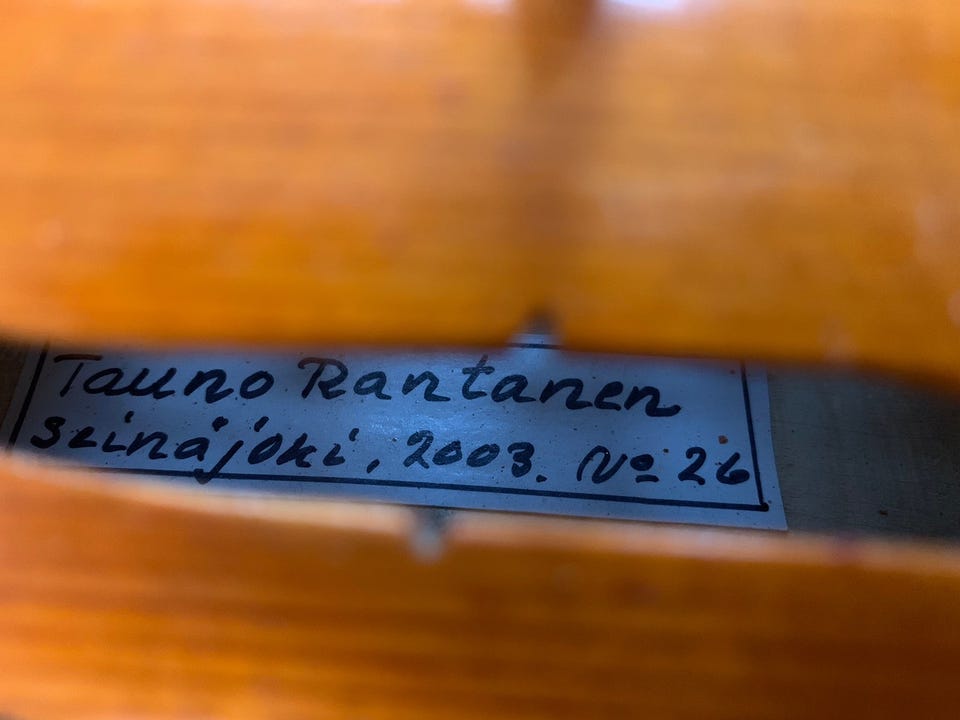 Tauno Rantanen
Seinäjoki, 2003. Nº 26